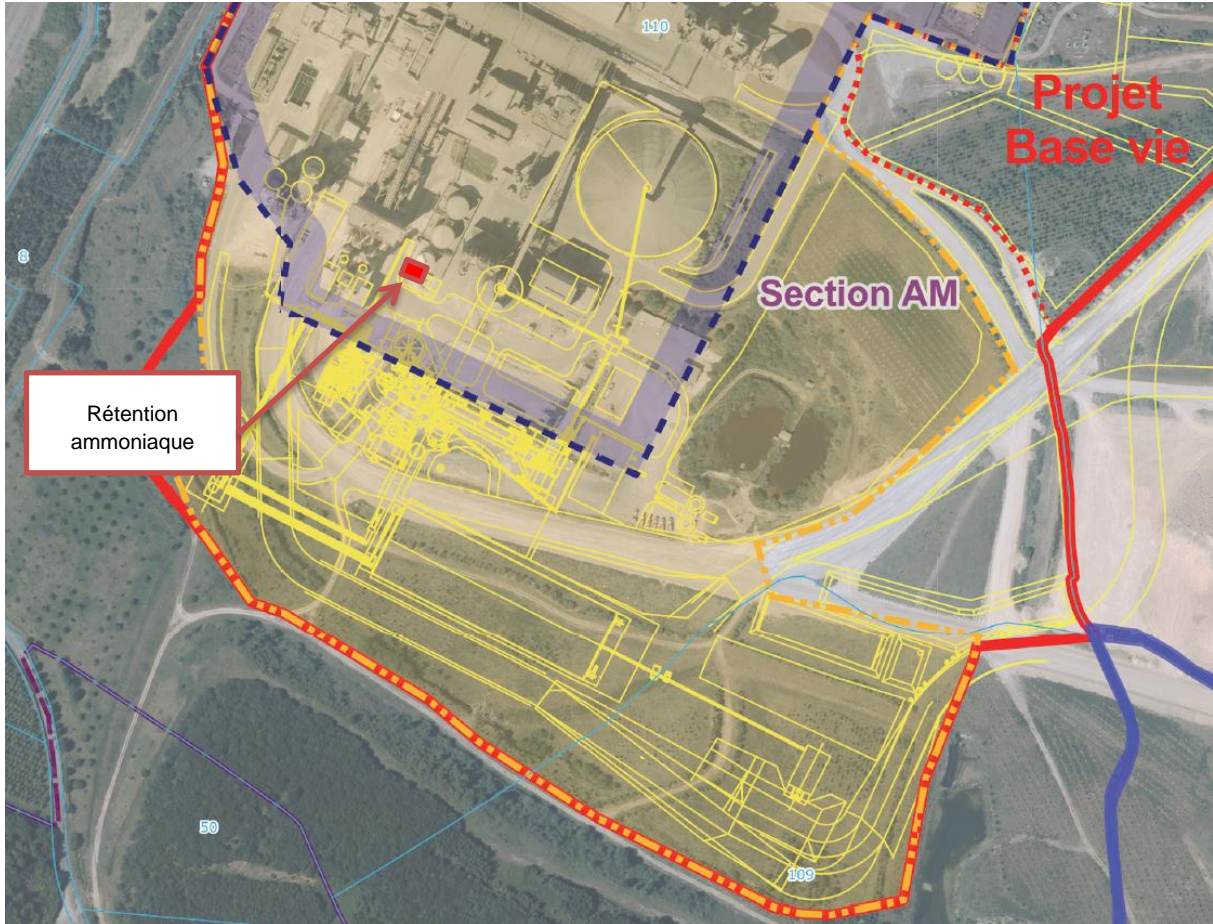 110
Projet
Base vie
8
Section AM
Rétention
ammoniaque
50
109